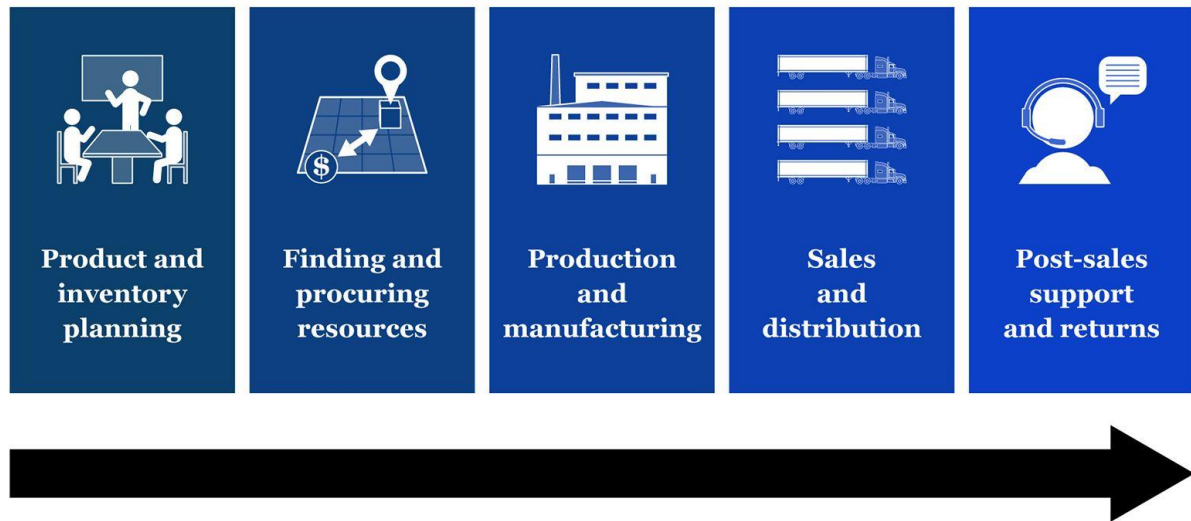 Product and
inventory
planning
Finding and
procuring
resources
Production
and
manufacturing
Sales
and
distribution
Post-sales
support
and returns
$